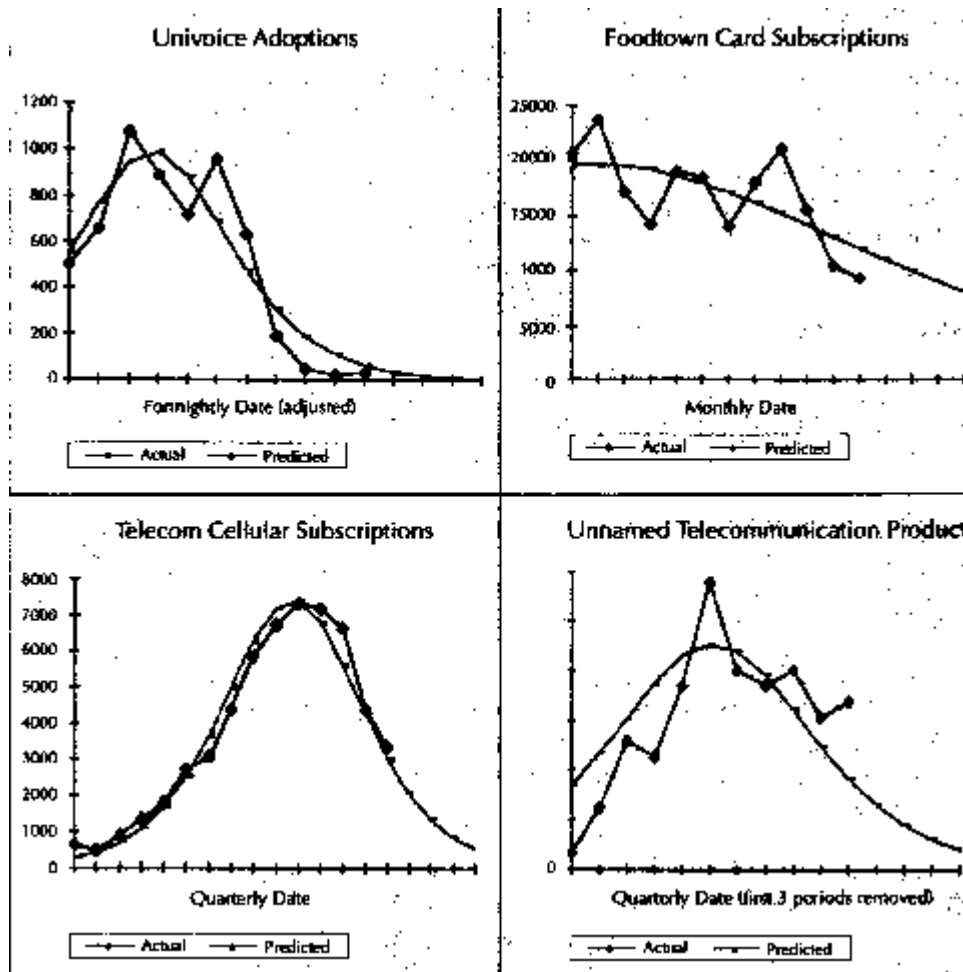 Univoice Adoptions
1200
1000
800
600
400
200
0
Fortnightly Date (adjusted)
Actual Predicted
Foodtown Card Subscriptions
25000
20000
15000
1000
5000
0
Monthly Date
Actual Predicted
Telecom Cellular Subscriptions
8000
7000
6000
5000
4000
3000
2000
1000
0
Quarterly Date
Actual Predicted
Unnamed Telecommunication Product
0
Quarterly Date (first 3 periods removed)
Actual Predicted